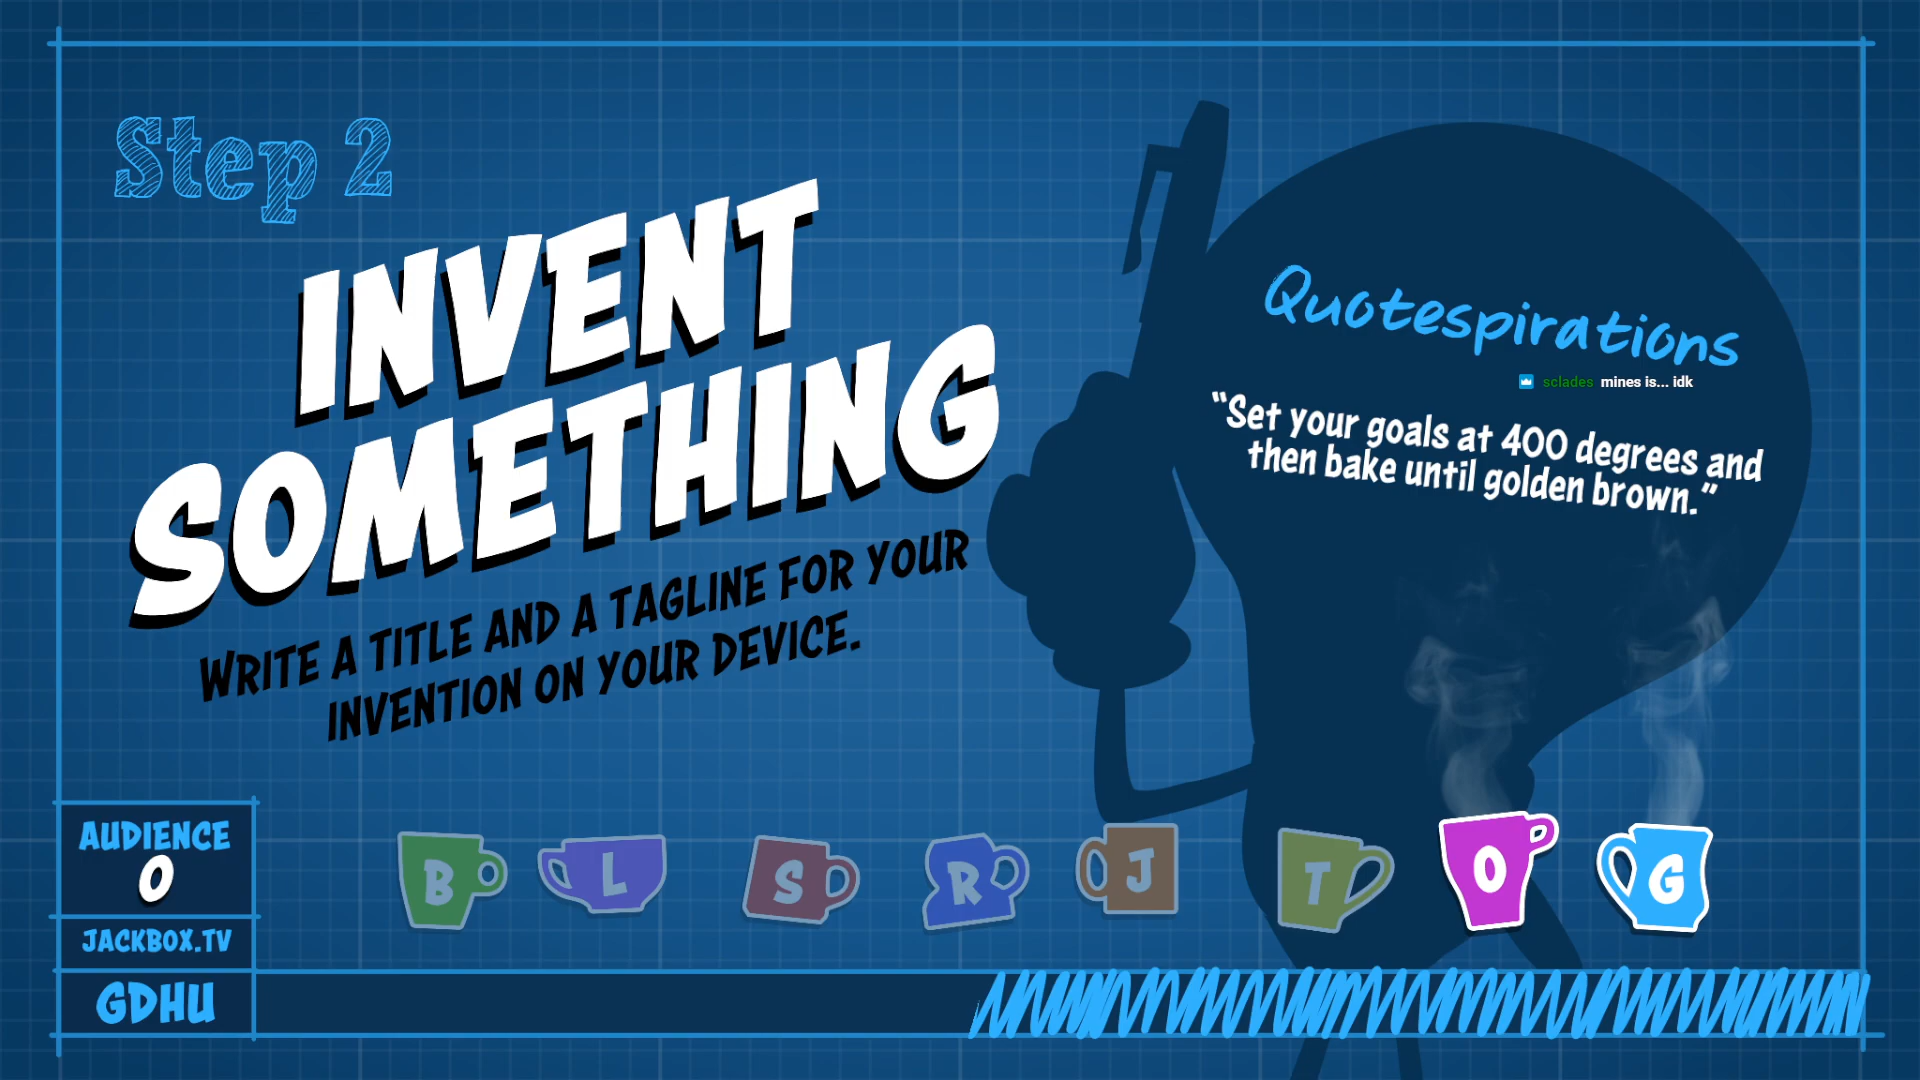 Step 2
INVENT
SOMETHING
WRITE A TITLE AND A TAGLINE FOR YOUR
INVENTION ON YOUR DEVICE.
Quotespirations
sclades mines is... idk
“Set your goals at 400 degrees and
then bake until golden brown.”
AUDIENCE
0
JACKBOX.TV
GDHU
B L S R J T O G